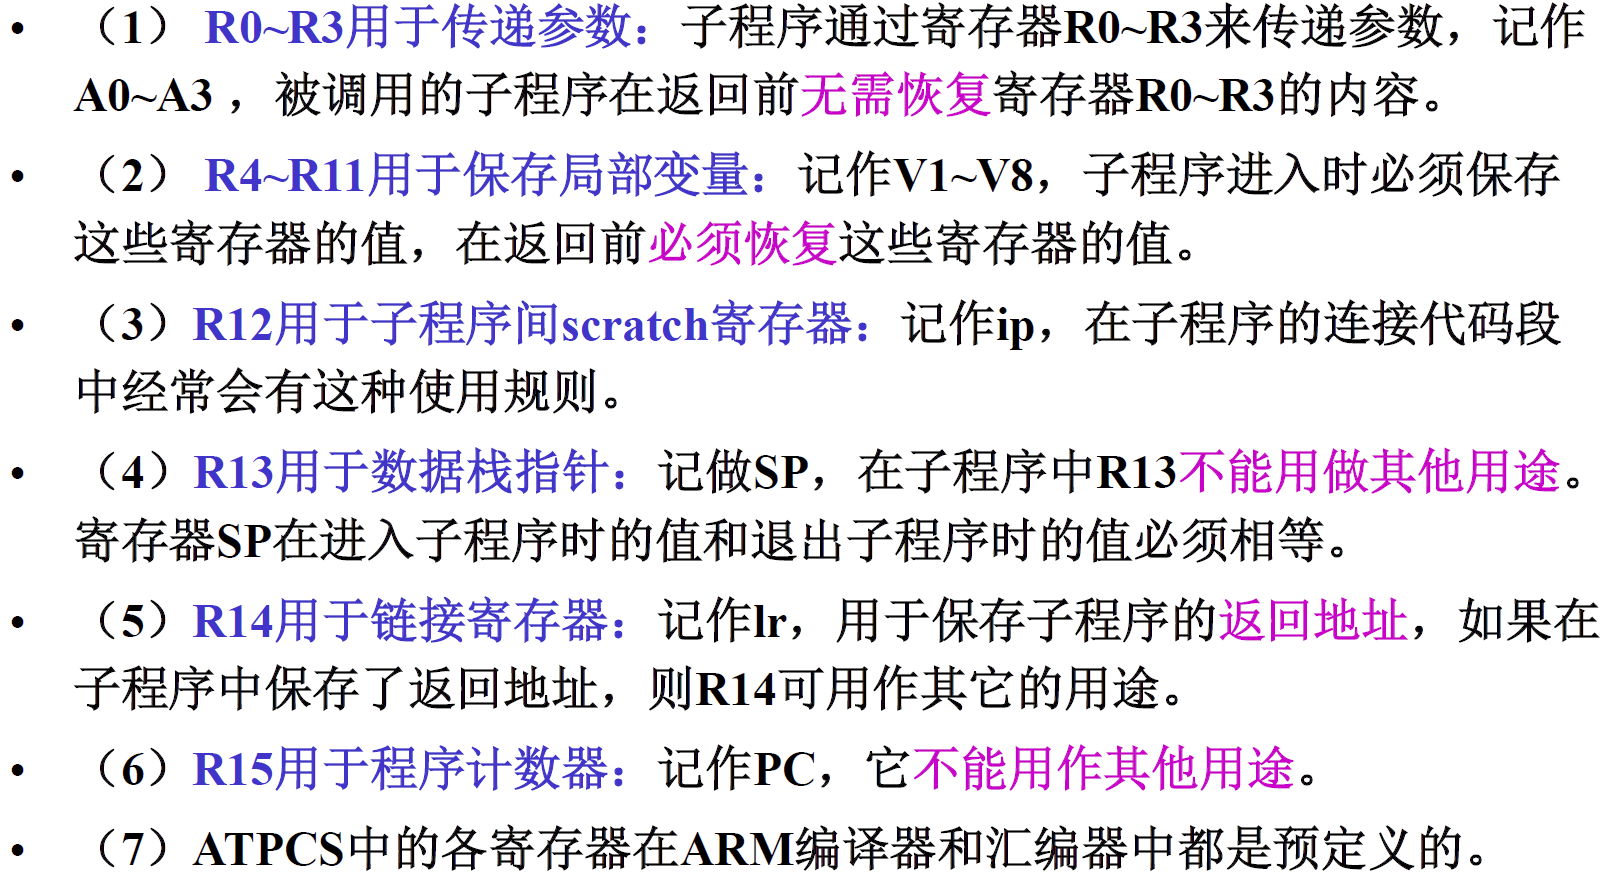 • （1） R0~R3用于传递参数：子程序通过寄存器R0~R3来传递参数，记作
A0~A3 ，被调用的子程序在返回前无需恢复寄存器R0~R3的内容。
• （2） R4~R11用于保存局部变量：记作V1~V8，子程序进入时必须保存
这些寄存器的值，在返回前必须恢复这些寄存器的值。
• （3）R12用于子程序间scratch寄存器：记作ip，在子程序的连接代码段
中经常会有这种使用规则。
• （4）R13用于数据栈指针：记做SP，在子程序中R13不能用做其他用途。
寄存器SP在进入子程序时的值和退出子程序时的值必须相等。
• （5）R14用于链接寄存器：记作lr，用于保存子程序的返回地址，如果在
子程序中保存了返回地址，则R14可用作其它的用途。
• （6）R15用于程序计数器：记作PC，它不能用作其他用途。
• （7）ATPCS中的各寄存器在ARM编译器和汇编器中都是预定义的。